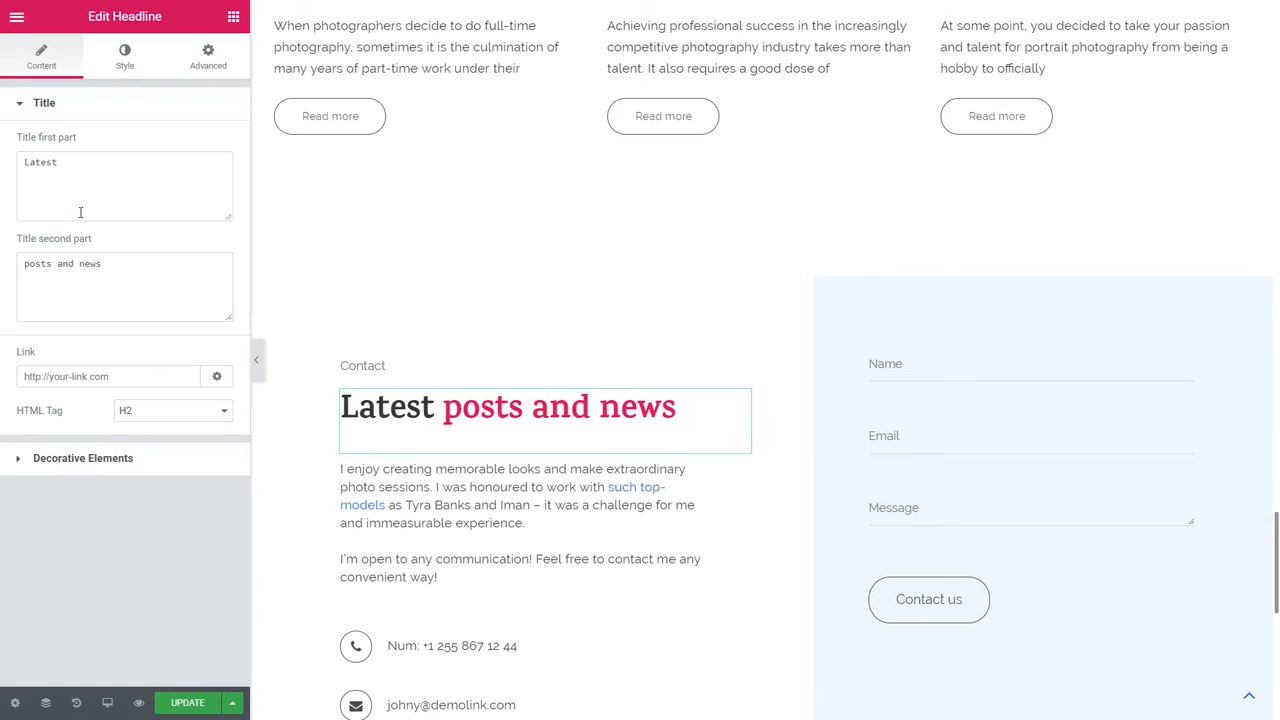 Edit Headline
Content
Style
Advanced
Title
Title first part
Latest
Title second part
posts and news
Link
http://your-link.com
HTML Tag
H2
Decorative Elements
UPDATE
When photographers decide to do full-time
photography, sometimes it is the culmination of
many years of part-time work under their
Read more
Achieving professional success in the increasingly
competitive photography industry takes more than
talent. It also requires a good dose of
Read more
At some point, you decided to take your passion
and talent for portrait photography from being a
hobby to officially
Read more
Contact
Latest posts and news
I enjoy creating memorable looks and make extraordinary
photo sessions. I was honoured to work with such top-
models as Tyra Banks and Iman – it was a challenge for me
and immeasurable experience.
I'm open to any communication! Feel free to contact me any
convenient way!
Num: +1 255 867 12 44
johny@demolink.com
Name
Email
Message
Contact us